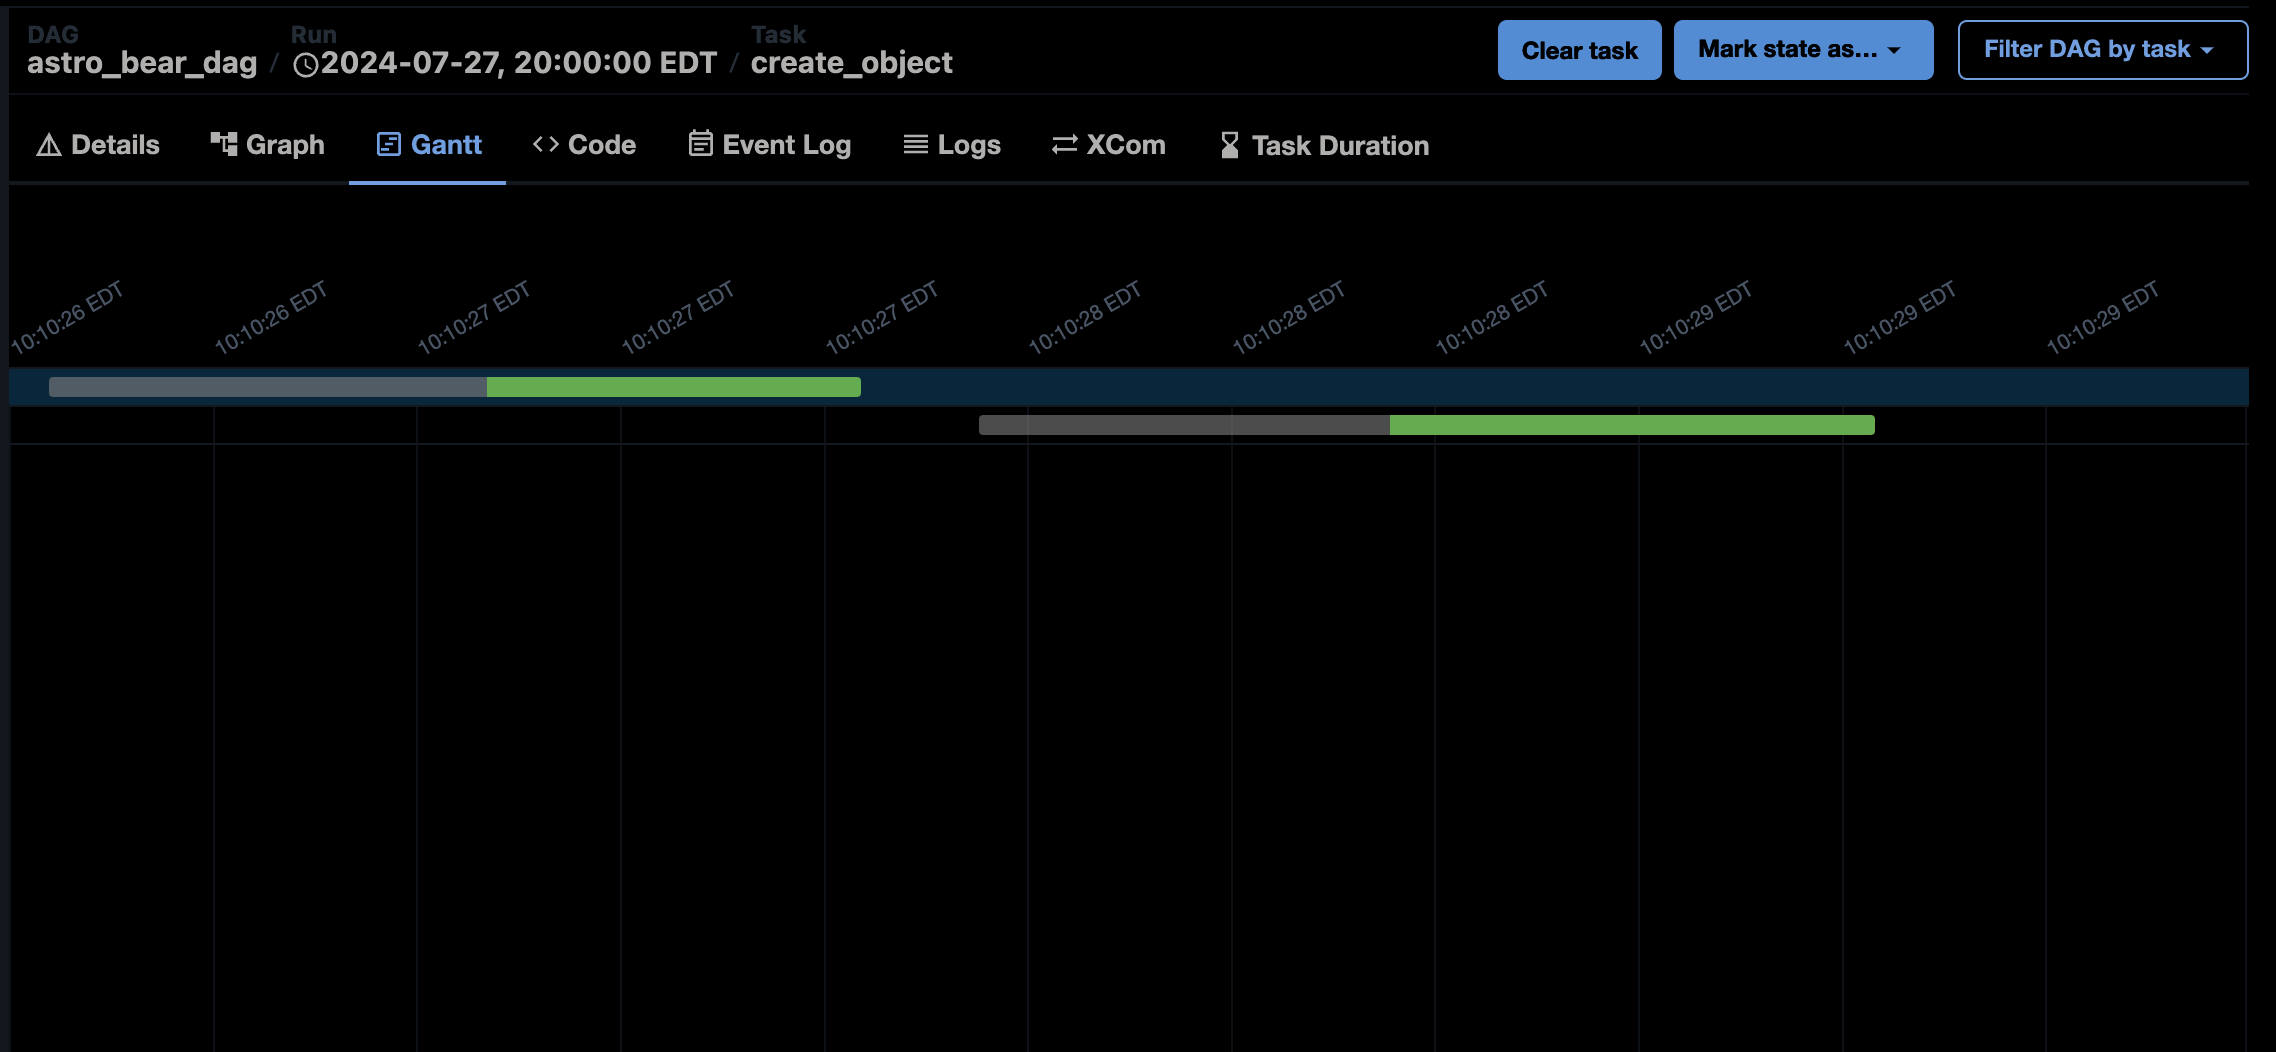 DAG
astro_bear_dag
/
Run
2024-07-27, 20:00:00 EDT
/
Task
create_object
Clear task
Mark state as...
Filter DAG by task
Details
Graph
Gantt
Code
Event Log
Logs
XCom
Task Duration
10:10:26 EDT
10:10:26 EDT
10:10:27 EDT
10:10:27 EDT
10:10:27 EDT
10:10:28 EDT
10:10:28 EDT
10:10:28 EDT
10:10:29 EDT
10:10:29 EDT
10:10:29 EDT